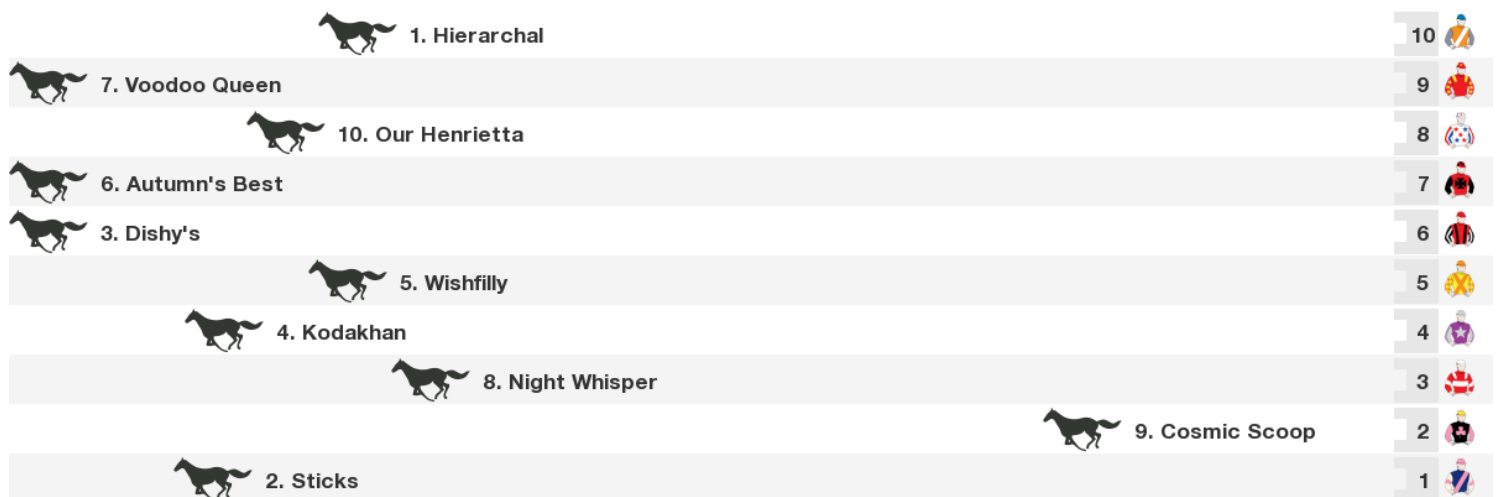 1. Hierarchal 10
7. Voodoo Queen 9
10. Our Henrietta 8
6. Autumn's Best 7
3. Dishy's 6
5. Wishfilly 5
4. Kodakhan 4
8. Night Whisper 3
9. Cosmic Scoop 2
2. Sticks 1